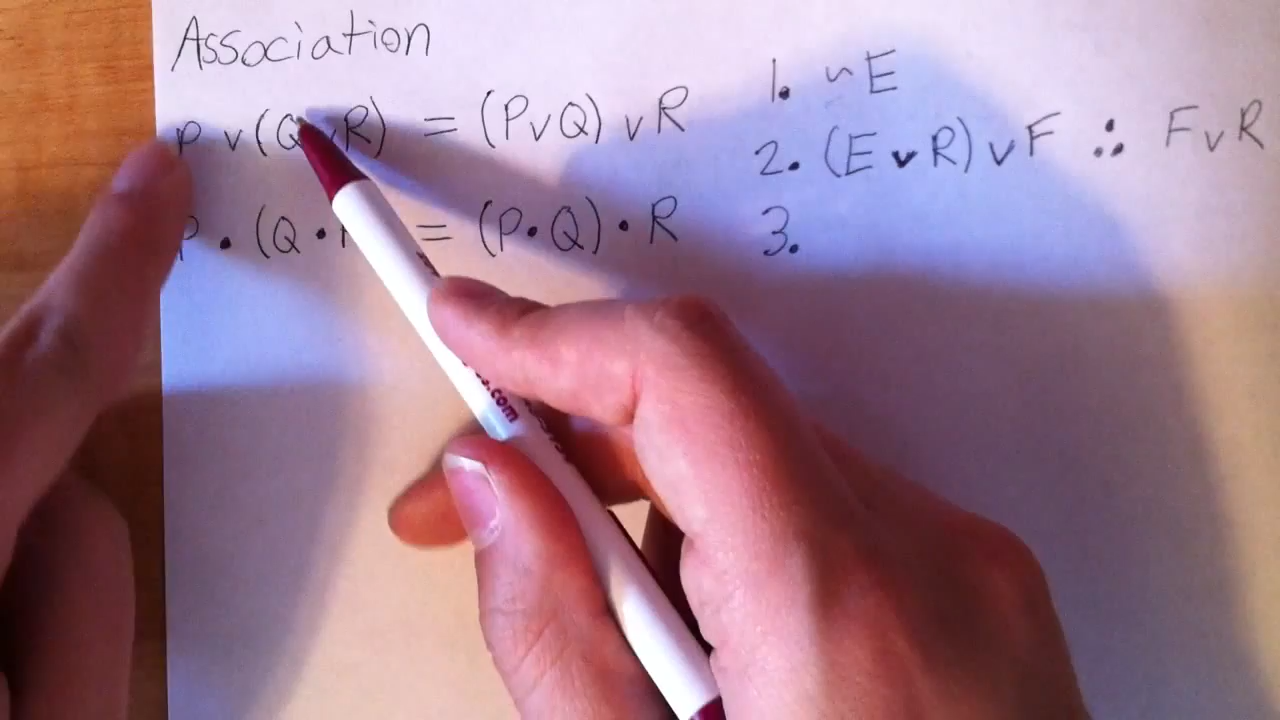 Association
P v (Q v R) = (P v Q) v R
P • (Q • R = (P • Q) • R
1. ~E
2. (E v R) v F ∴ F v R
3.